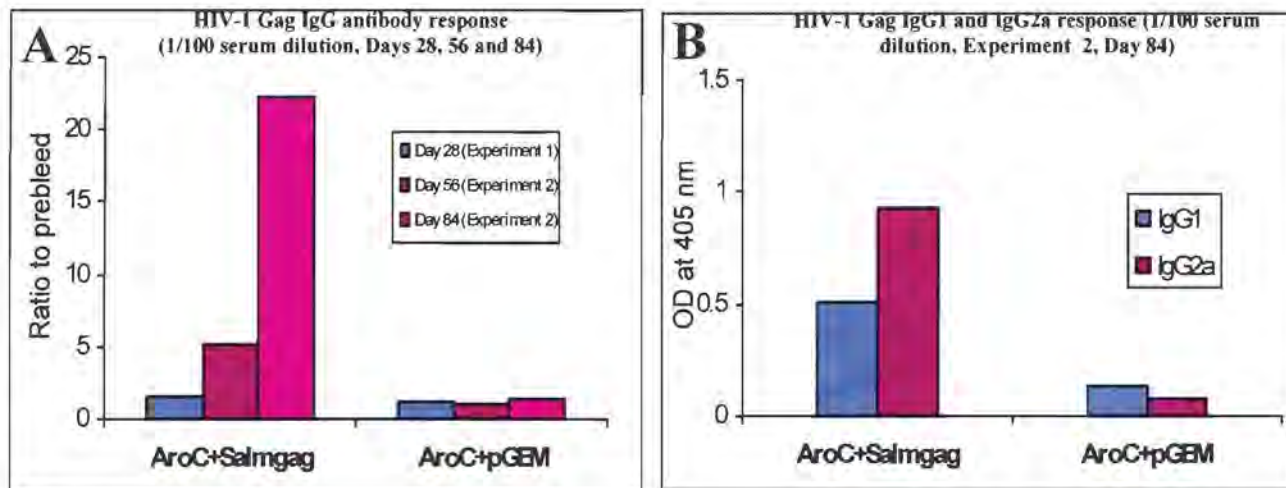 A
HIV-1 Gag IgG antibody response
(1/100 serum dilution, Days 28, 56 and 84)
25
20
15
10
5
0
Ratio to prebleed
Day 28 (Experiment 1)
Day 56 (Experiment 2)
Day 84 (Experiment 2)
AroC+Salmgag
AroC+pGEM
B
HIV-1 Gag IgG1 and IgG2a response (1/100 serum
dilution, Experiment 2, Day 84)
1.5
1
0.5
0
OD at 405 nm
IgG1
IgG2a
AroC+Salmgag
AroC+pGEM